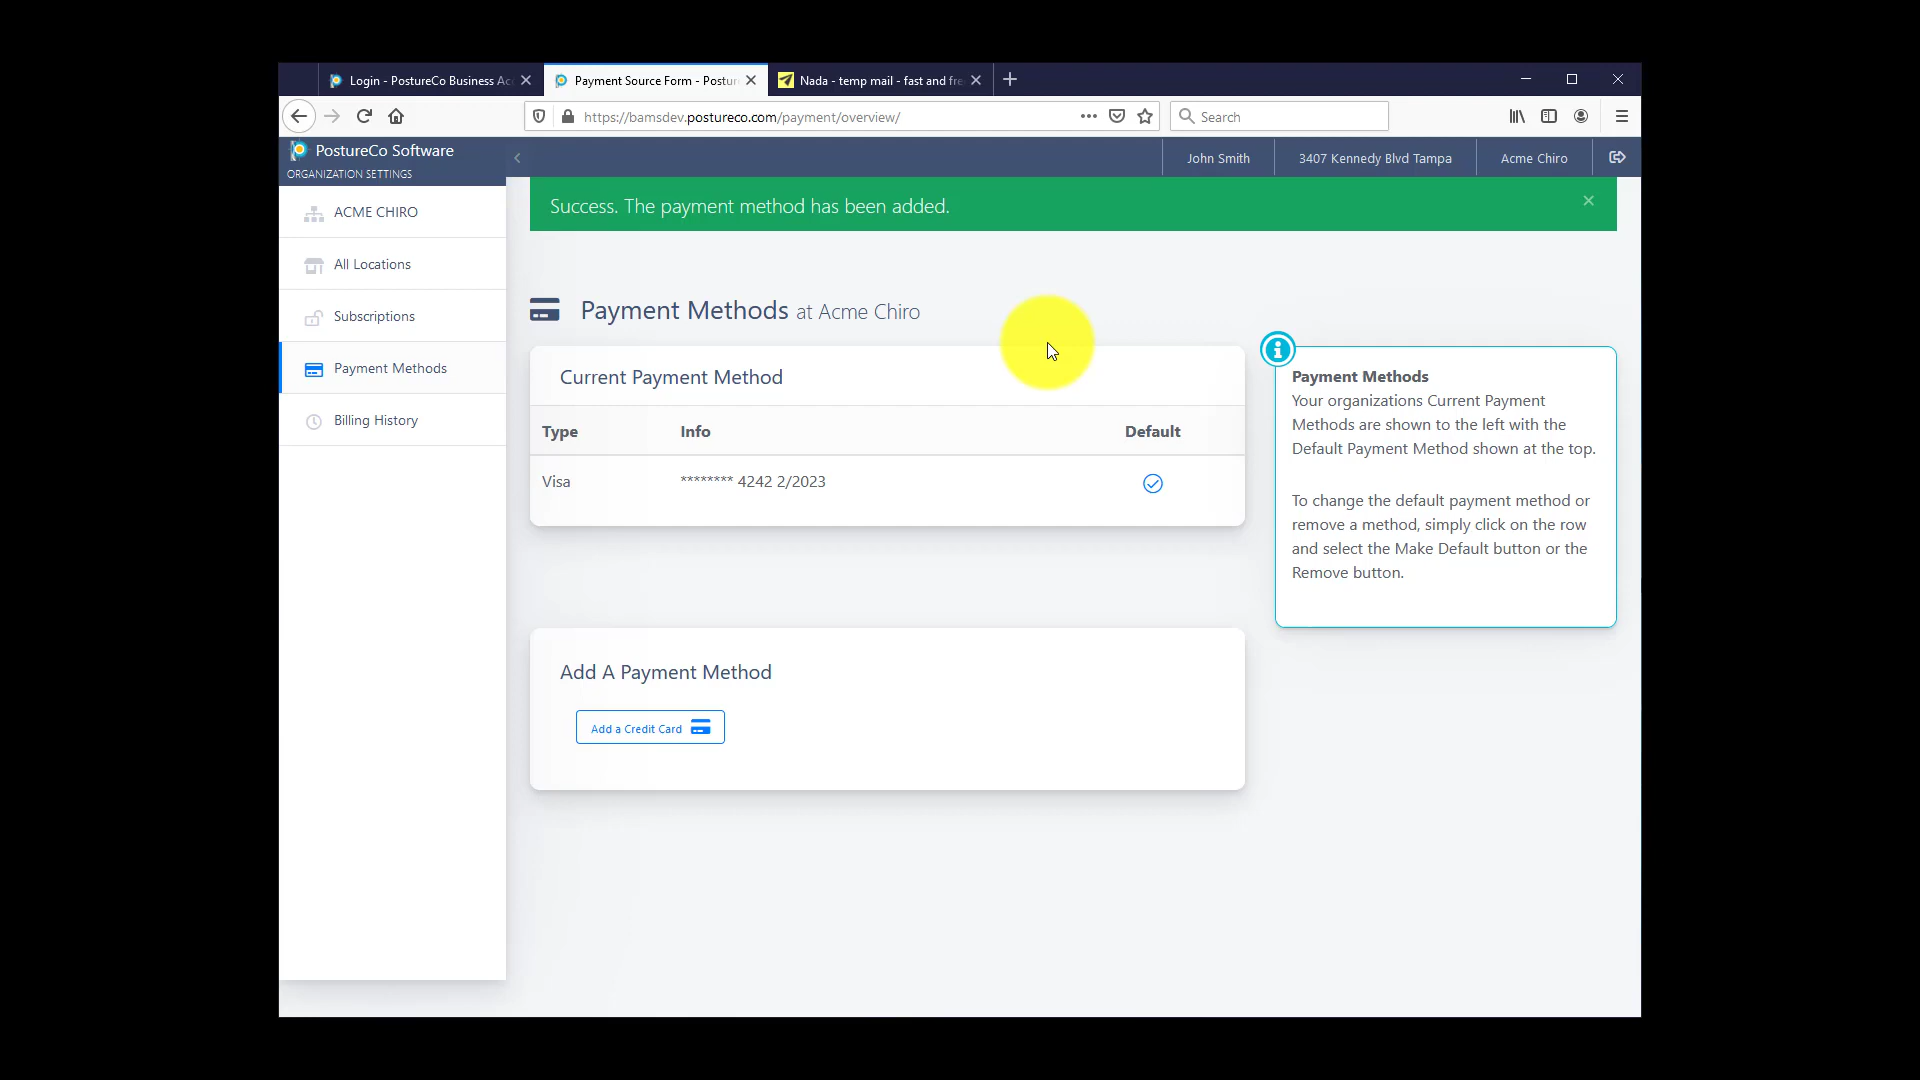 Login - PostureCo Business Ac
Payment Source Form - Postur
Nada - temp mail - fast and fre
https://bamsdev.postureco.com/payment/overview/
Search
PostureCo Software
ORGANIZATION SETTINGS
John Smith
3407 Kennedy Blvd Tampa
Acme Chiro
ACME CHIRO
All Locations
Subscriptions
Payment Methods
Billing History
Success. The payment method has been added.
Payment Methods at Acme Chiro
Current Payment Method
Type Info Default
Visa ******** 4242 2/2023
Add A Payment Method
Add a Credit Card
Payment Methods
Your organizations Current Payment
Methods are shown to the left with the
Default Payment Method shown at the top.
To change the default payment method or
remove a method, simply click on the row
and select the Make Default button or the
Remove button.